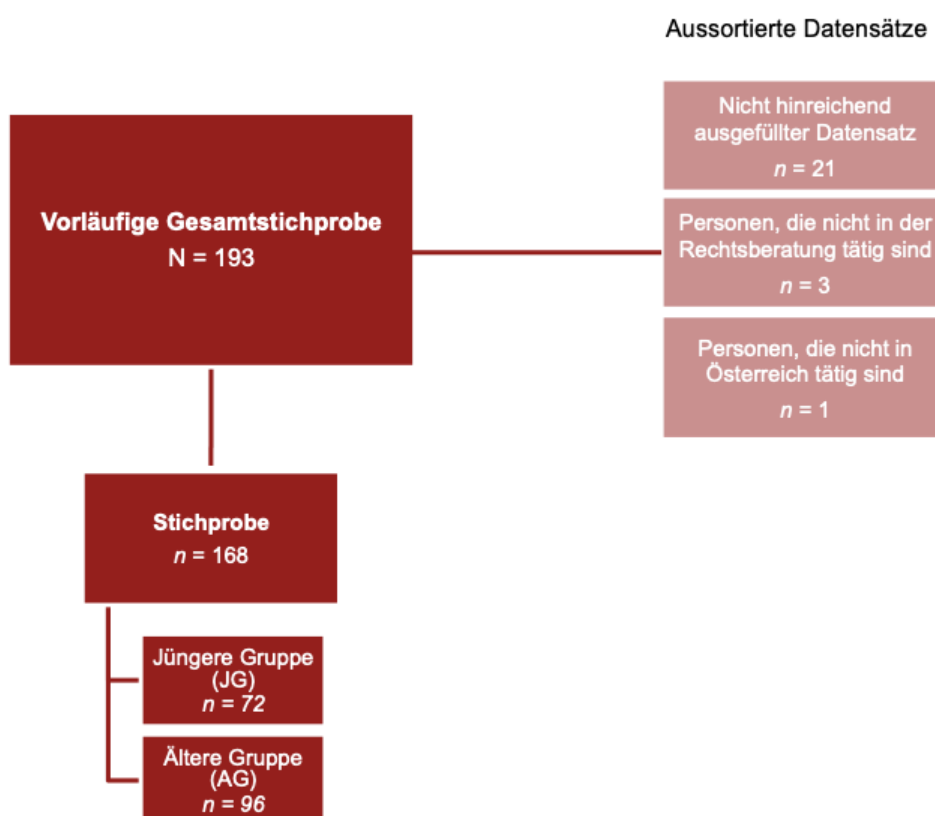 Aussortierte Datensätze
Nicht hinreichend
ausgefüllter Datensatz
n = 21
Vorläufige Gesamtstichprobe
N = 193
Personen, die nicht in der
Rechtsberatung tätig sind
n = 3
Personen, die nicht in
Österreich tätig sind
n = 1
Stichprobe
n = 168
Jüngere Gruppe
(JG)
n = 72
Ältere Gruppe
(AG)
n = 96